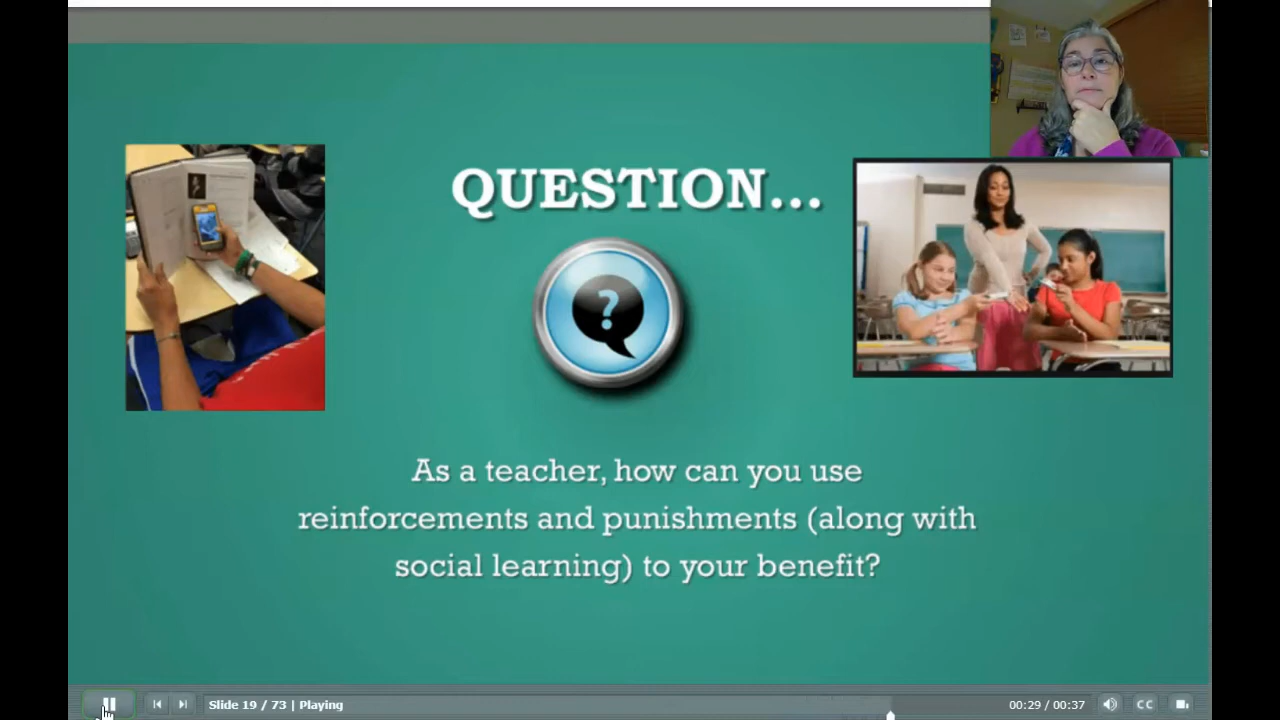 QUESTION...
?
As a teacher, how can you use
reinforcements and punishments (along with
social learning) to your benefit?
Slide 19 / 73 | Playing
00:29 / 00:37
CC